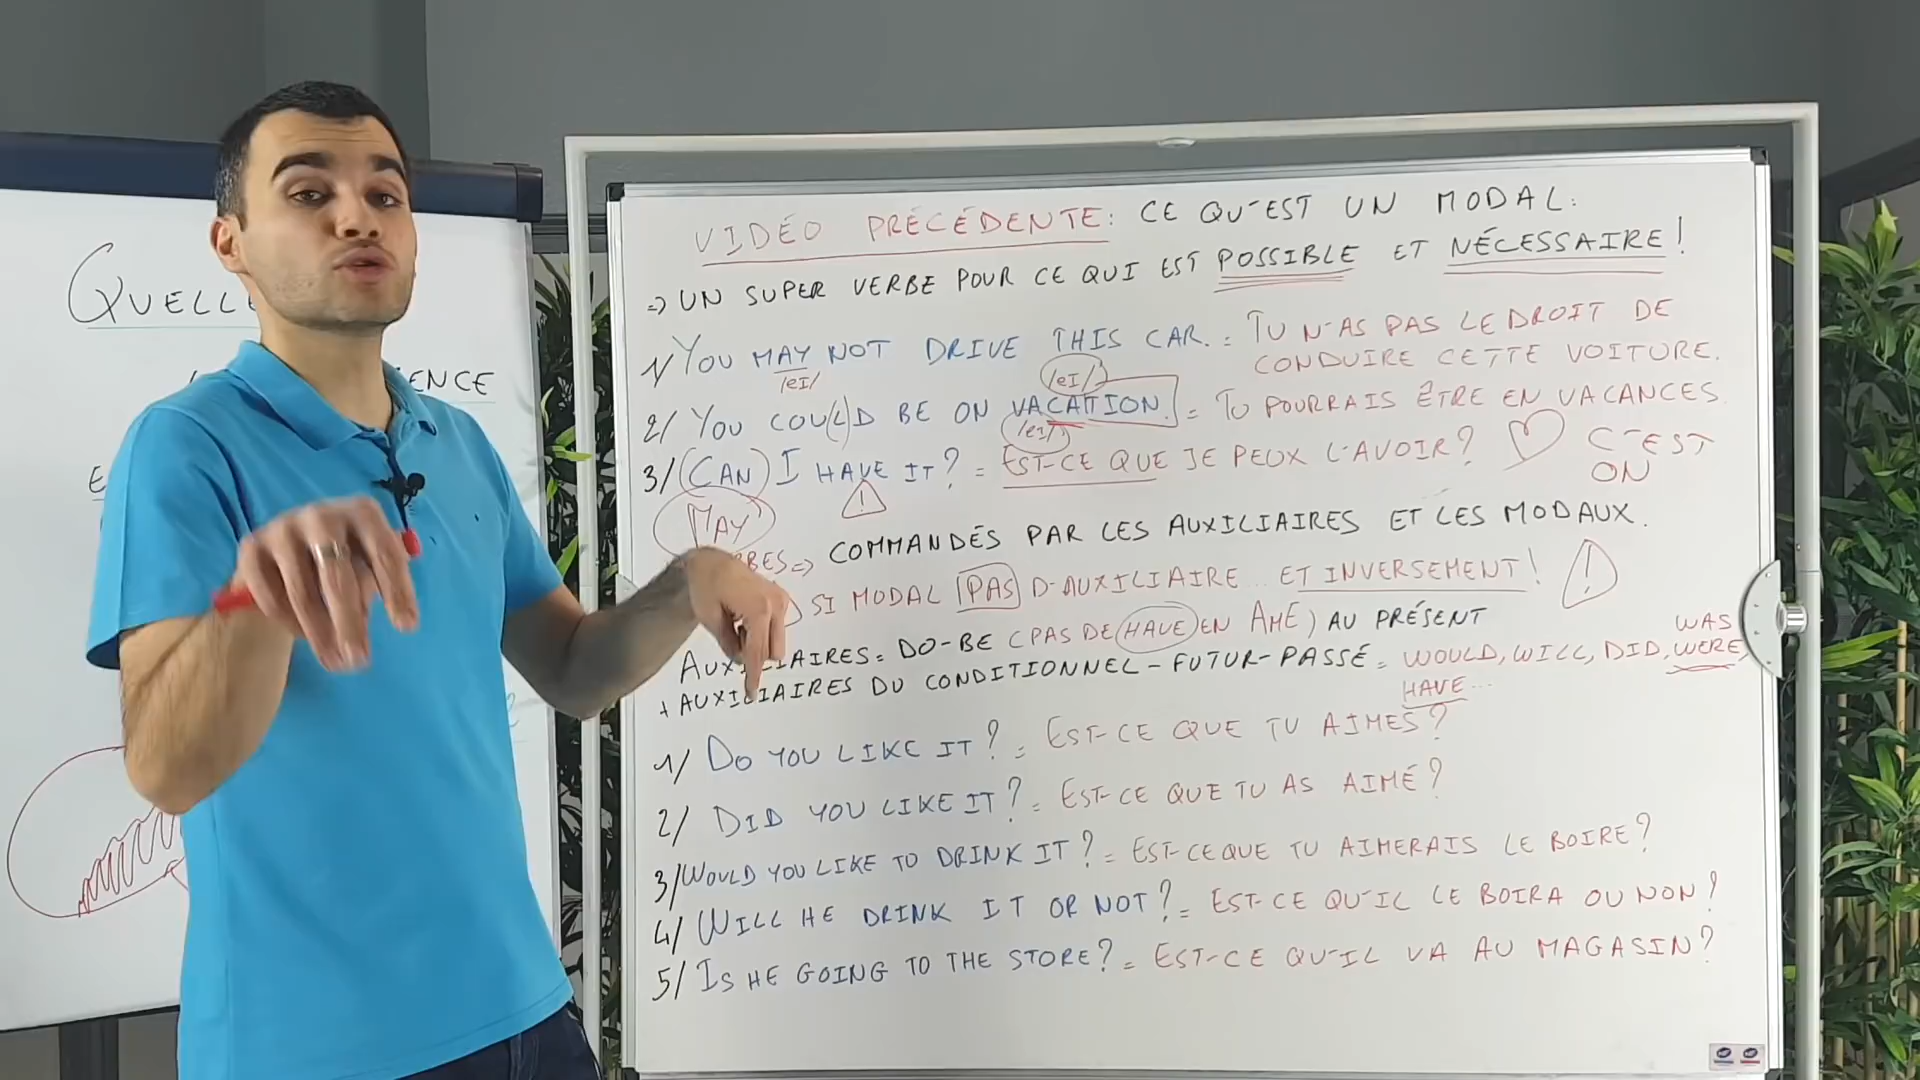 QUELL
ENCE
E
VIDÉO PRÉCÉDENTE: CE QU'EST UN MODAL:
=> UN SUPER VERBE POUR CE QUI EST POSSIBLE ET NÉCESSAIRE!
1/ YOU MAY NOT DRIVE THIS CAR. = TU N'AS PAS LE DROIT DE
/eI/ CONDUIRE CETTE VOITURE.
/eI/
2/ YOU COU(L)D BE ON VACATION. = TU POURRAIS ÊTRE EN VACANCES.
/eI/
3/ (CAN) I HAVE IT? = EST-CE QUE JE PEUX L'AVOIR? C'EST
ON
!
MAY
BES => COMMANDÉS PAR LES AUXILIAIRES ET LES MODAUX.
SI MODAL PAS D'AUXILIAIRE... ET INVERSEMENT! !
AUXILIAIRES = DO-BE (PAS DE HAVE EN AME) AU PRÉSENT
WAS
+ AUXILIAIRES DU CONDITIONNEL-FUTUR-PASSÉ = WOULD, WILL, DID, WERE,
HAVE...
1/ DO YOU LIKE IT? = EST-CE QUE TU AIMES?
2/ DID YOU LIKE IT? = EST-CE QUE TU AS AIMÉ?
3/ WOULD YOU LIKE TO DRINK IT? = EST-CE QUE TU AIMERAIS LE BOIRE?
4/ WILL HE DRINK IT OR NOT? = EST-CE QU'IL LE BOIRA OU NON?
5/ IS HE GOING TO THE STORE? = EST-CE QU'IL VA AU MAGASIN?